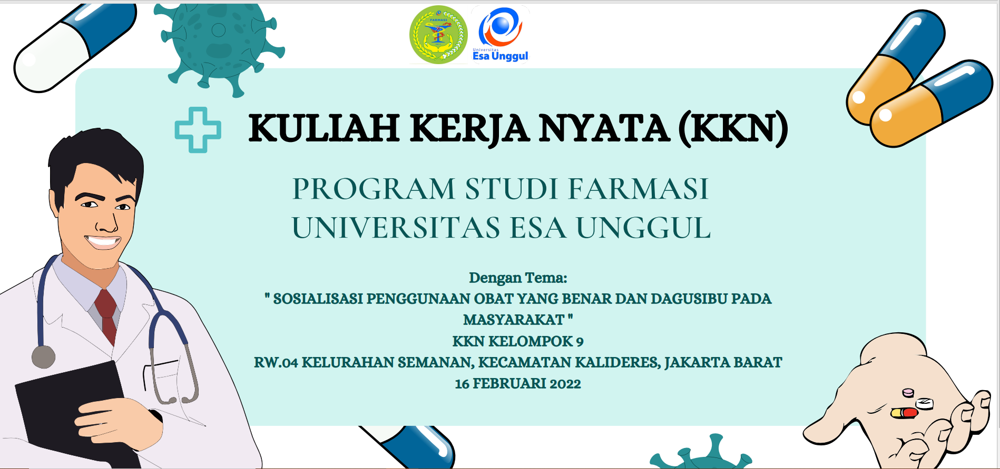 FARMASI
Universitas
Esa Unggul
KULIAH KERJA NYATA (KKN)
PROGRAM STUDI FARMASI
UNIVERSITAS ESA UNGGUL
Dengan Tema:
" SOSIALISASI PENGGUNAAN OBAT YANG BENAR DAN DAGUSIBU PADA
MASYARAKAT "
KKN KELOMPOK 9
RW.04 KELURAHAN SEMANAN, KECAMATAN KALIDERES, JAKARTA BARAT
16 FEBRUARI 2022